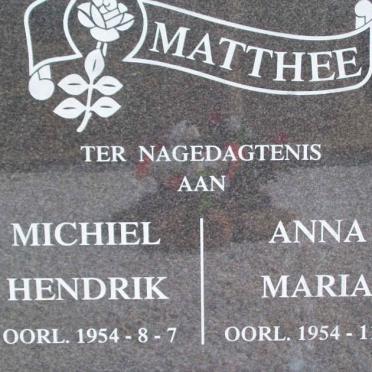 MATTHEE
TER NAGEDAGTENIS
AAN
MICHIEL
HENDRIK
OORL. 1954 - 8 - 7
ANNA
MARIA
OORL. 1954 - 1